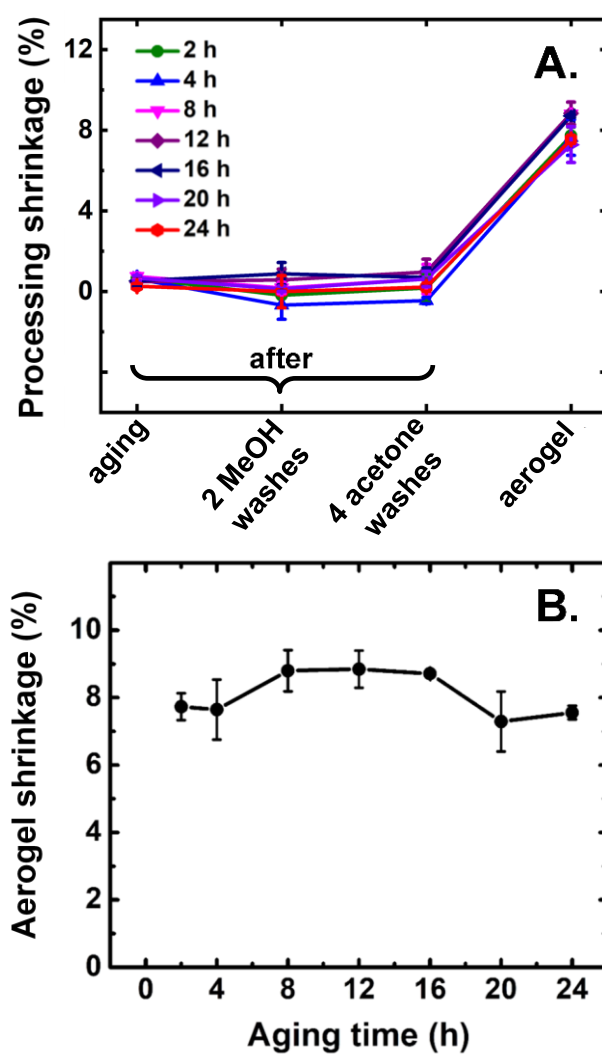 Processing shrinkage (%)
12
8
4
0
A.
2 h
4 h
8 h
12 h
16 h
20 h
24 h
after
aging
2 MeOH
washes
4 acetone
washes
aerogel
Aerogel shrinkage (%)
10
8
6
4
2
0
B.
0 4 8 12 16 20 24
Aging time (h)